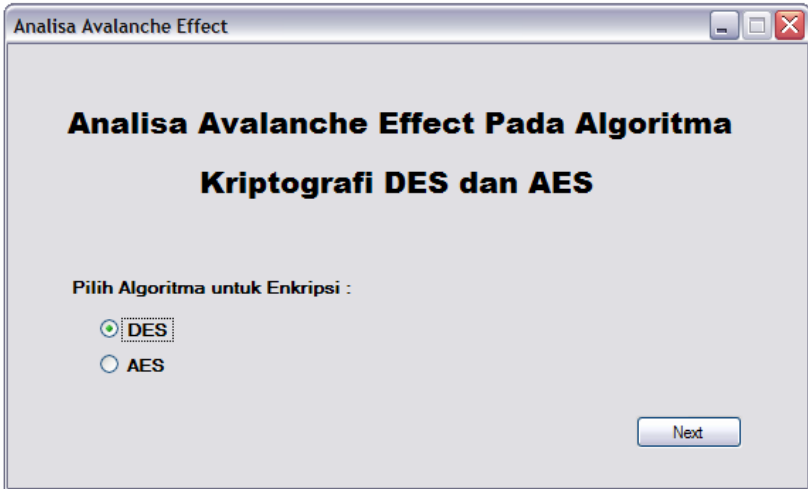 Analisa Avalanche Effect
Analisa Avalanche Effect Pada Algoritma
Kriptografi DES dan AES
Pilih Algoritma untuk Enkripsi :
DES
AES
Next